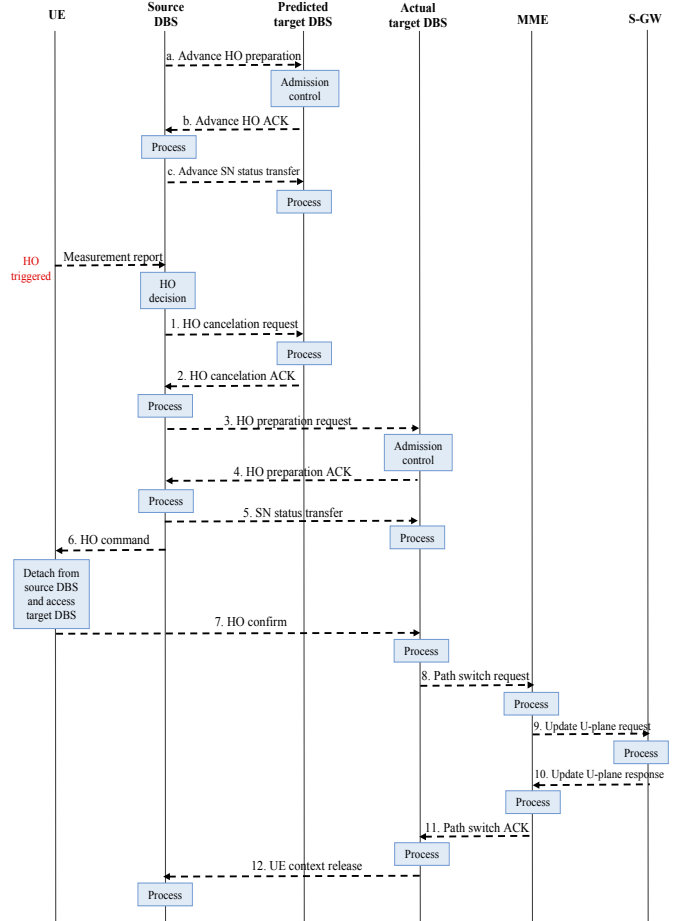 UE
Source
DBS
Predicted
target DBS
Actual
target DBS
MME
S-GW
a. Advance HO preparation
Admission
control
b. Advance HO ACK
Process
c. Advance SN status transfer
Process
HO
triggered
Measurement report
HO
decision
1. HO cancelation request
Process
2. HO cancelation ACK
Process
3. HO preparation request
Admission
control
4. HO preparation ACK
Process
5. SN status transfer
Process
6. HO command
Detach from
source DBS
and access
target DBS
7. HO confirm
Process
8. Path switch request
Process
9. Update U-plane request
Process
10. Update U-plane response
Process
11. Path switch ACK
Process
12. UE context release
Process